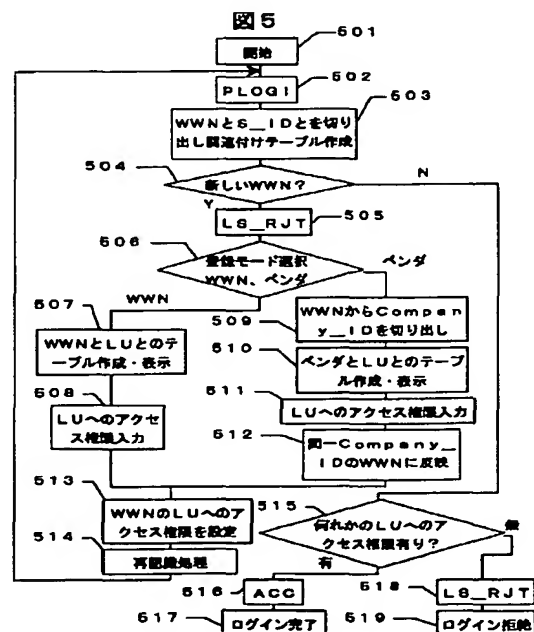 図5
501
開始
502
PLOGI
503
WWNとS__IDとを切り
出し関連付けテーブル作成
504
新しいWWN?
N
Y
505
LS_RJT
506
登録モード選択
WWN、ベンダ
ベンダ
WWN
507
WWNとLUとのテー
ブル作成・表示
509
WWNからCompan
y__IDを切り出し
510
ベンダとLUとのテーブ
ル作成・表示
508
LUへのアクセ
ス権限入力
511
LUへのアクセス権限入力
512
同一Company__
IDのWWNに反映
513
WWNのLUへのア
クセス権限を設定
514
再認識処理
515
何れかのLUへのア
クセス権限有り?
無
有
516
ACC
517
ログイン完了
518
LS_RJT
519
ログイン拒絶